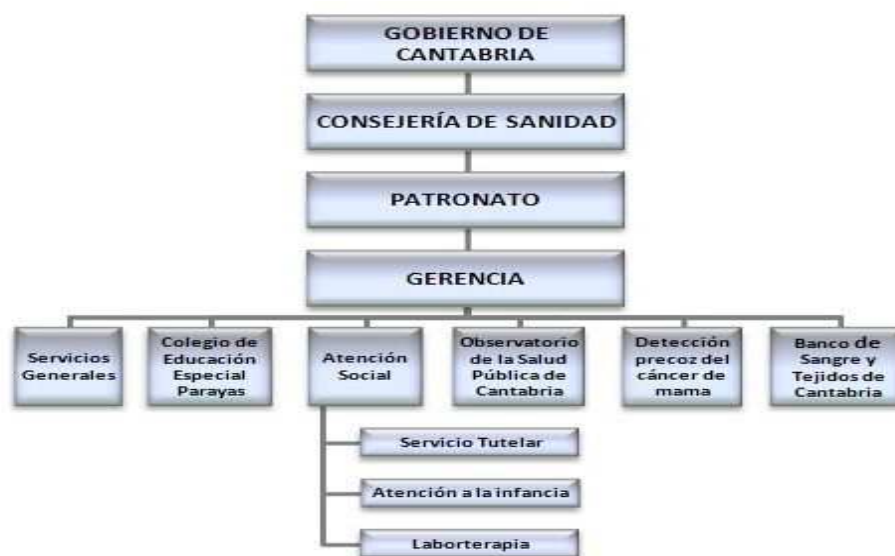 GOBIERNO DE
CANTABRIA
CONSEJERÍA DE SANIDAD
PATRONATO
GERENCIA
Servicios
Generales
Colegio de
Educación
Especial
Parayas
Atención
Social
Observatorio
de la Salud
Pública de
Cantabria
Detección
precoz del
cáncer de
mama
Banco de
Sangre y
Tejidos de
Cantabria
Servicio Tutelar
Atención a la infancia
Laborterapia